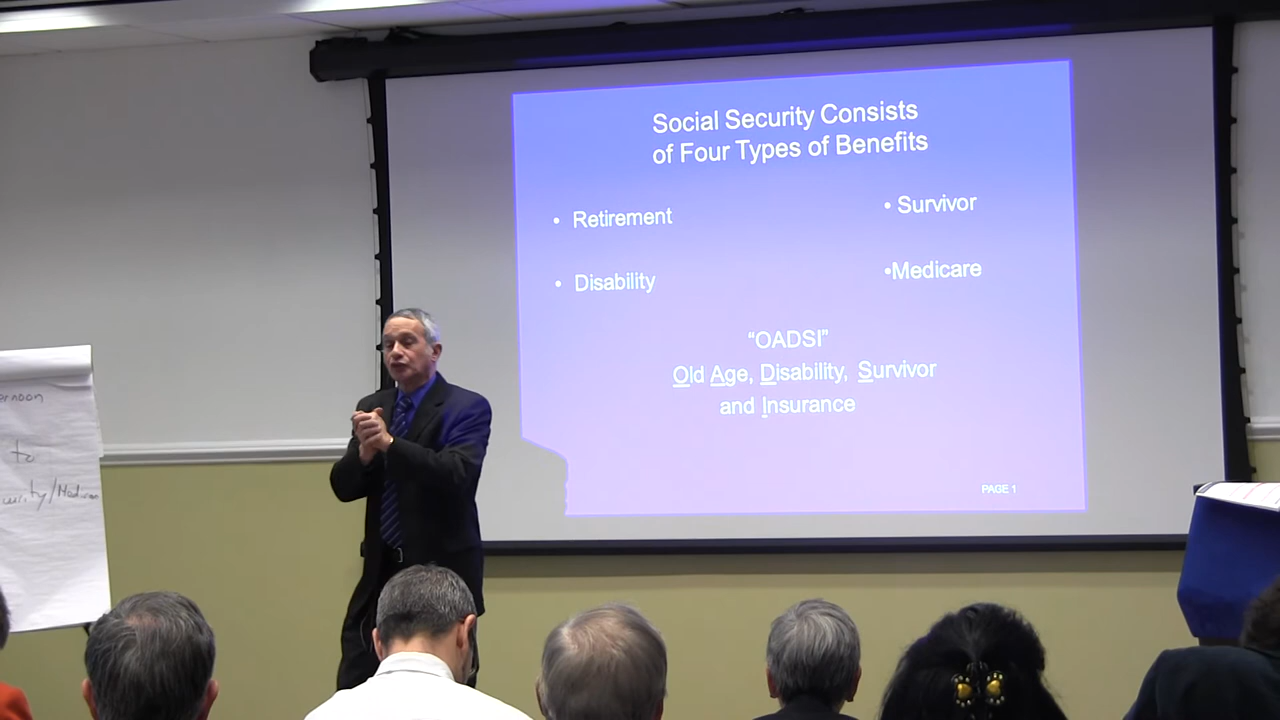 Social Security Consists
of Four Types of Benefits
• Retirement
• Survivor
• Disability
•Medicare
“OADSI”
Old Age, Disability, Survivor
and Insurance
PAGE 1
ernoon
to